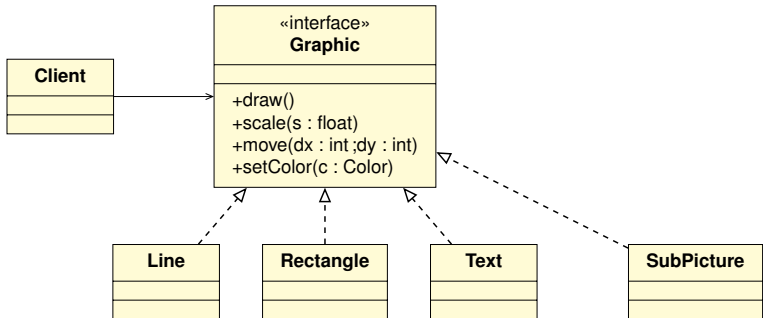 «interface»
Graphic
Client
+draw()
+scale(s : float)
+move(dx : int ;dy : int)
+setColor(c : Color)
Line
Rectangle
Text
SubPicture